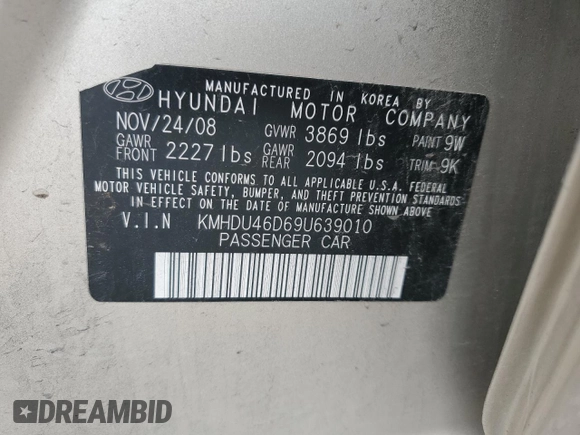 MANUFACTURED IN KOREA BY
HYUNDAI MOTOR COMPANY
NOV/24/08 GVWR 3869 lbs PAINT 9W
GAWR FRONT 2227 lbs GAWR REAR 2094 lbs TRIM 9K
THIS VEHICLE CONFORMS TO ALL APPLICABLE U.S.A. FEDERAL
MOTOR VEHICLE SAFETY, BUMPER, AND THEFT PREVENTION
STANDARDS IN EFFECT ON THE DATE OF MANUFACTURE SHOWN ABOVE
V.I.N KMHDU46D69U639010
PASSENGER CAR
DREAMBID